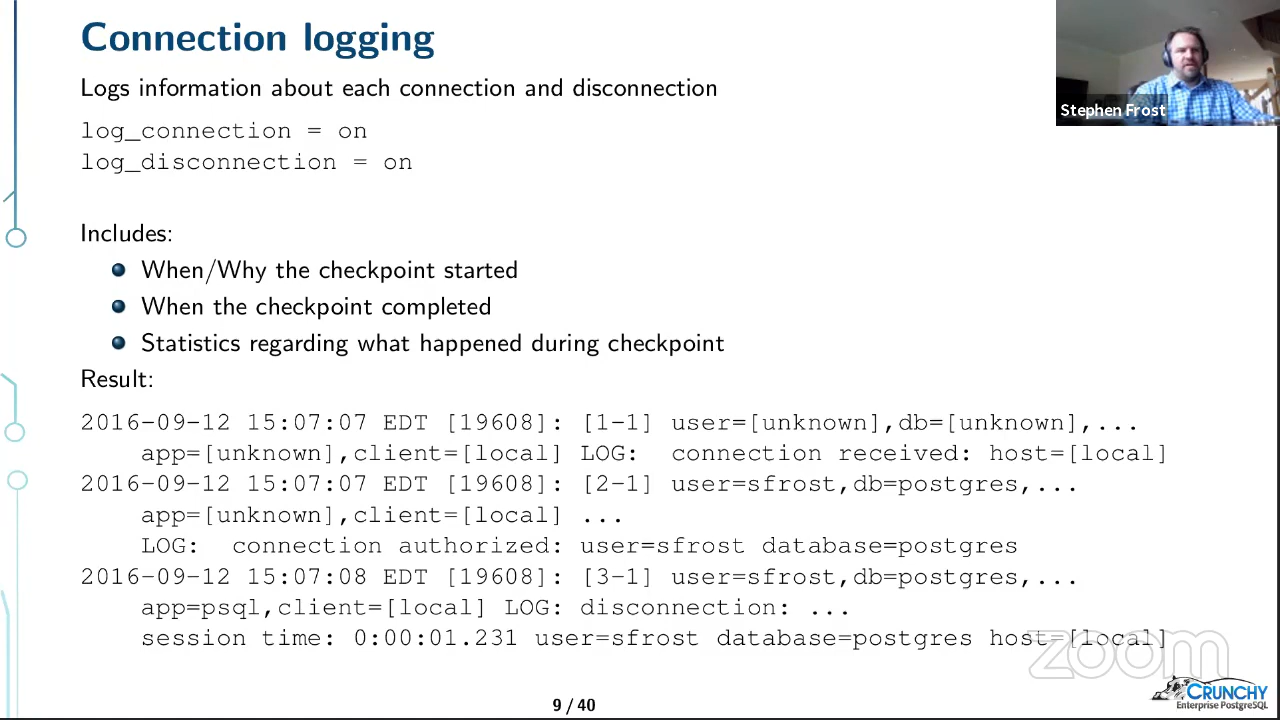 Connection logging
Logs information about each connection and disconnection
log_connection = on
log_disconnection = on
Stephen Frost
Includes:
When/Why the checkpoint started
When the checkpoint completed
Statistics regarding what happened during checkpoint
Result:
2016-09-12 15:07:07 EDT [19608]: [1-1] user=[unknown],db=[unknown],...
app=[unknown],client=[local] LOG:  connection received: host=[local]
2016-09-12 15:07:07 EDT [19608]: [2-1] user=sfrost,db=postgres,...
app=[unknown],client=[local] ...
LOG:  connection authorized: user=sfrost database=postgres
2016-09-12 15:07:08 EDT [19608]: [3-1] user=sfrost,db=postgres,...
app=psql,client=[local] LOG: disconnection: ...
session time: 0:00:01.231 user=sfrost database=postgres host=[local]
zoom
9 / 40
CRUNCHY
Enterprise PostgreSQL